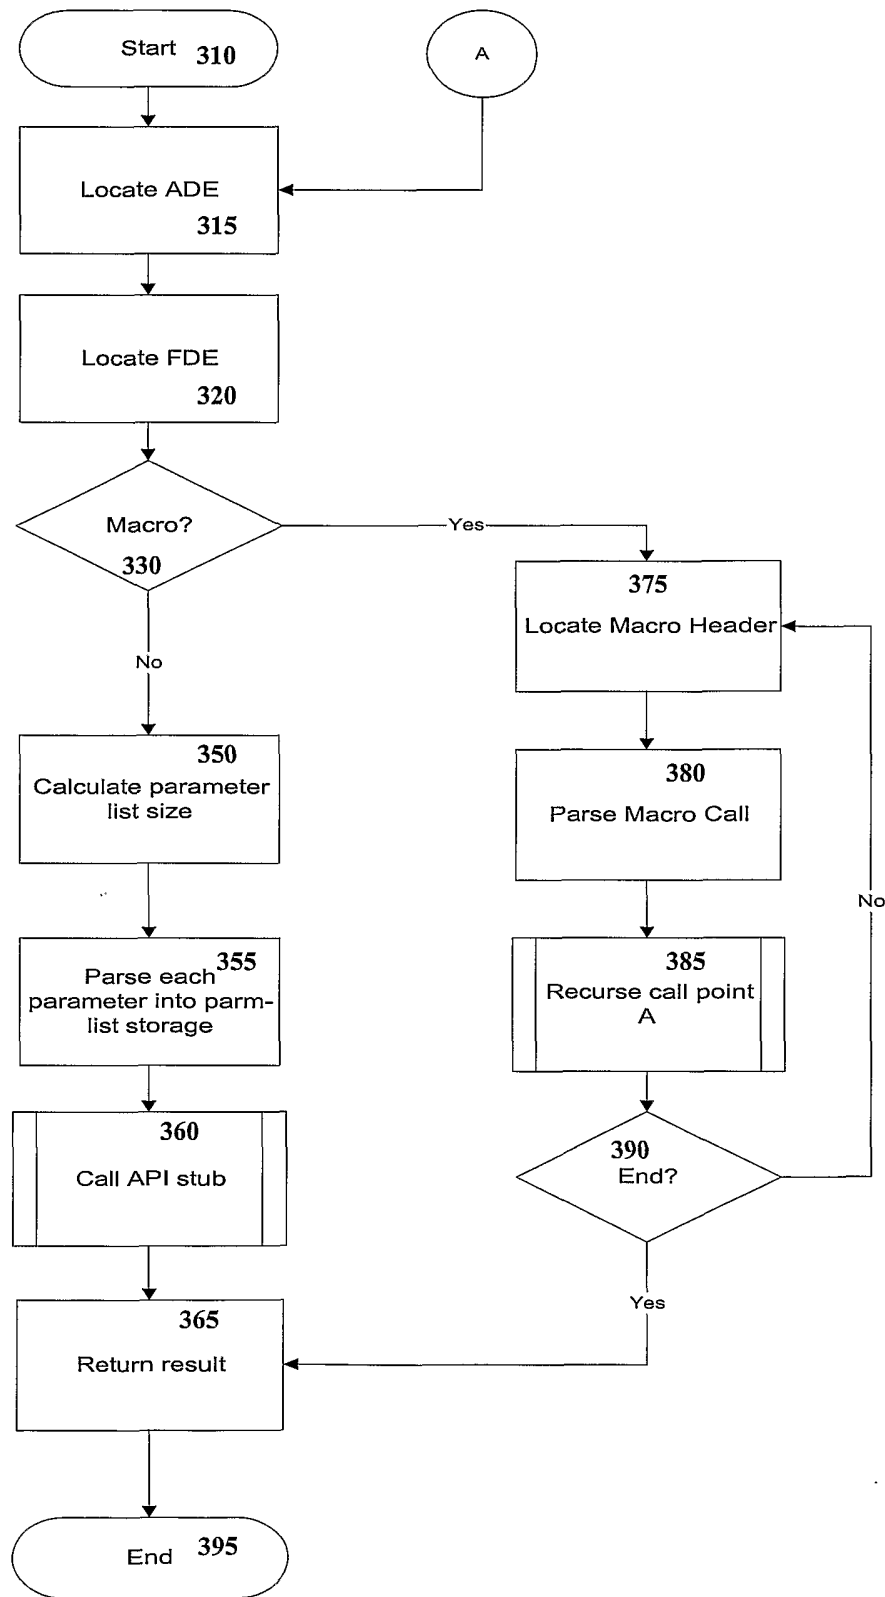 Start 310
A
Locate ADE
315
Locate FDE
320
Macro?
330
Yes
No
375
Locate Macro Header
350
Calculate parameter
list size
380
Parse Macro Call
No
355
Parse each
parameter into parm-
list storage
385
Recurse call point
A
360
Call API stub
390
End?
Yes
365
Return result
End 395